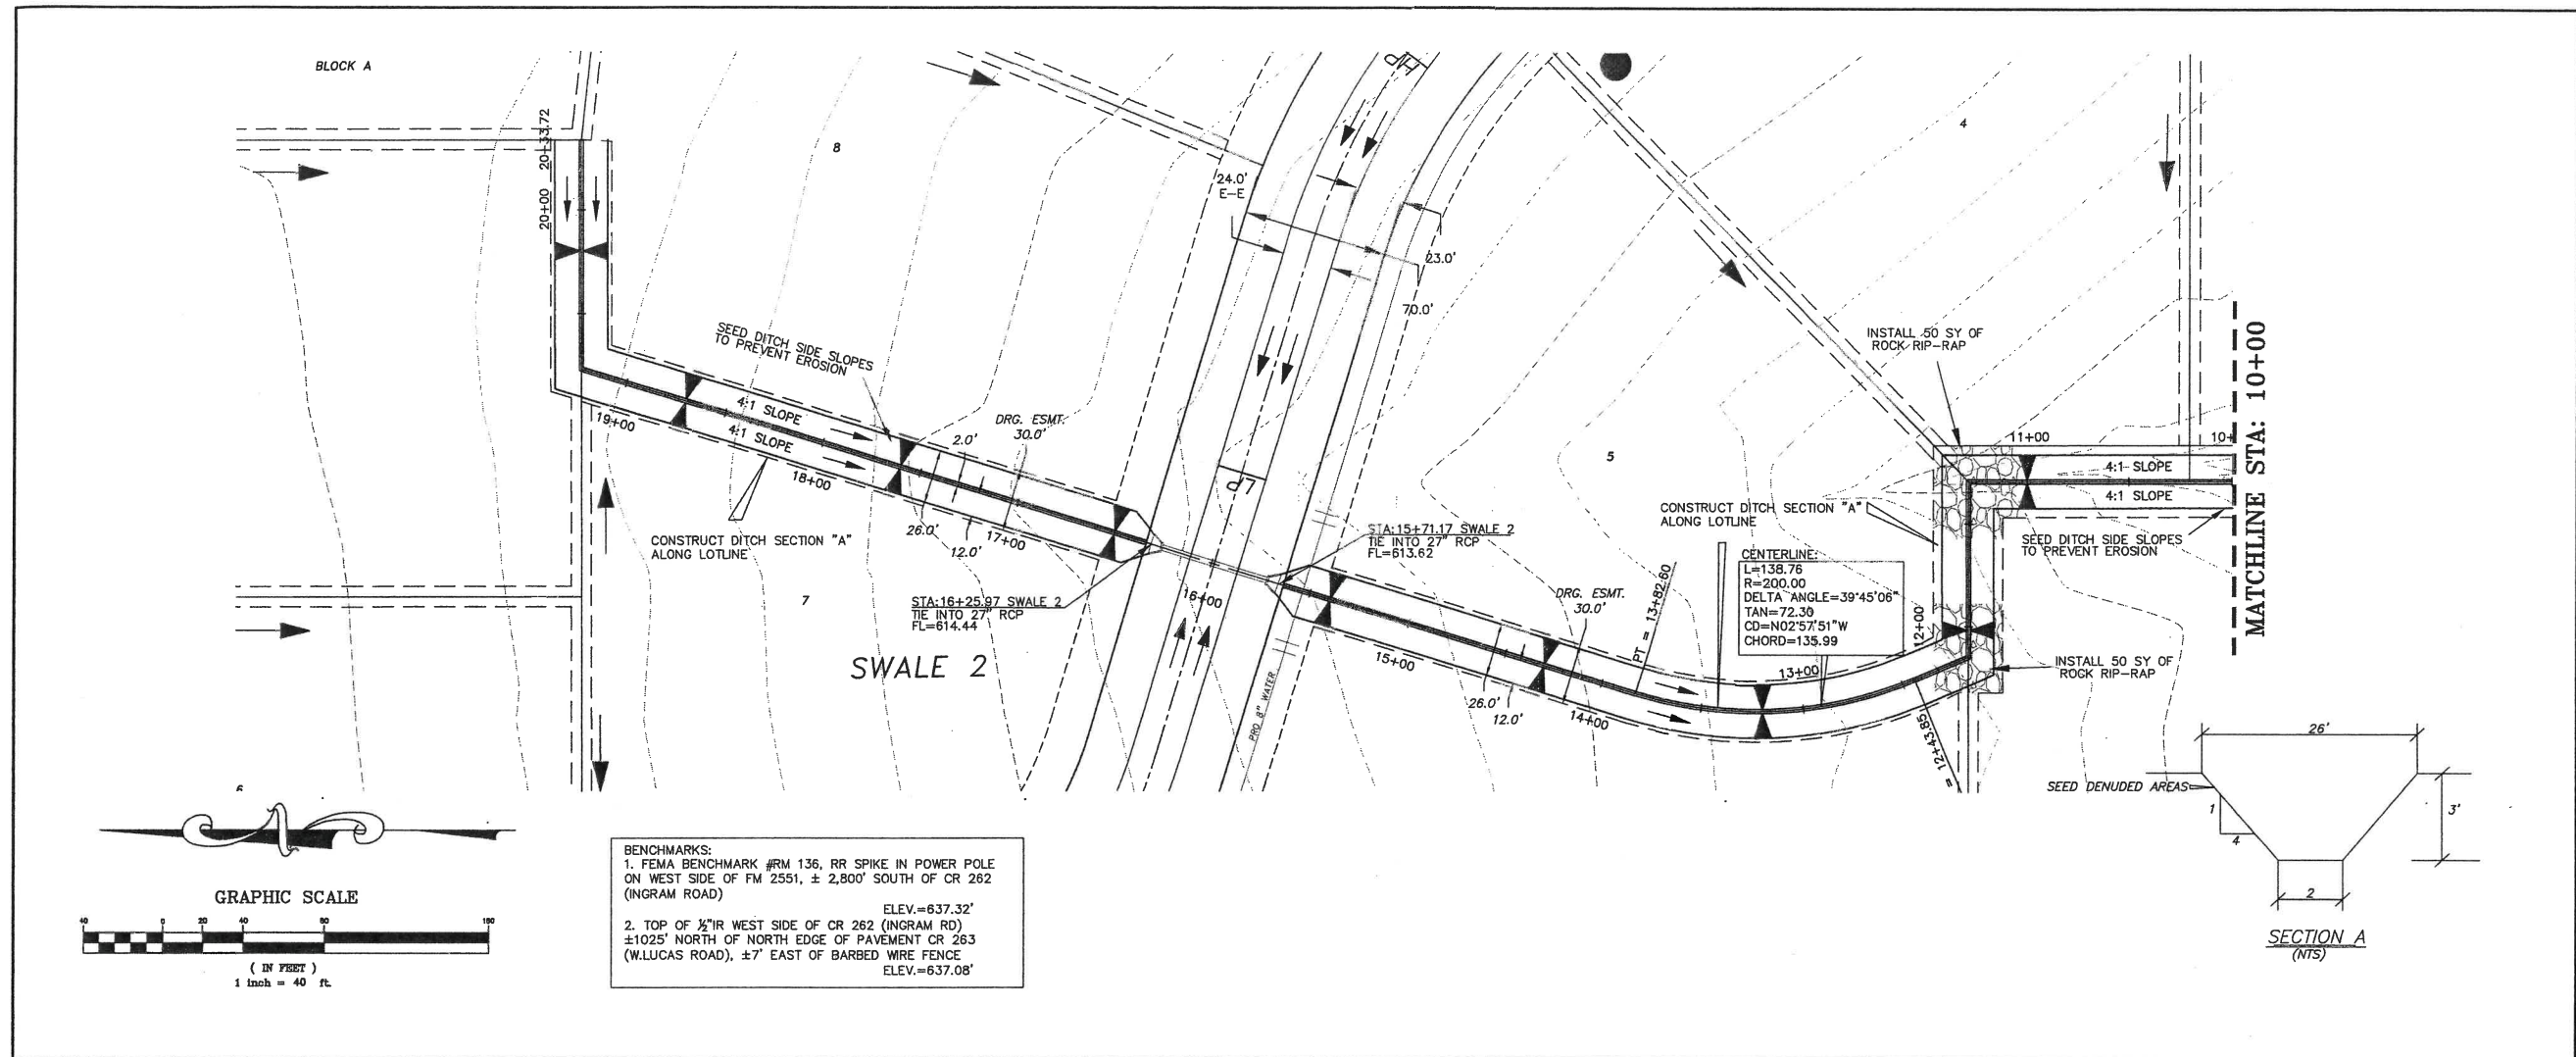 BLOCK A
8
4
20+00 20+33.72
24.0'
E-E
HP
23.0'
70.0'
SEED DITCH SIDE SLOPES
TO PREVENT EROSION
4:1 SLOPE
4:1 SLOPE
19+00
18+00
DRG. ESMT.
30.0'
2.0'
26.0'
12.0'
17+00
CONSTRUCT DITCH SECTION "A"
ALONG LOTLINE
7
STA:16+25.97 SWALE 2
TIE INTO 27" RCP
FL=614.44
SWALE 2
LP
16+00
STA:15+71.17 SWALE 2
TIE INTO 27" RCP
FL=613.62
PRO 8" WATER
5
15+00
DRG. ESMT.
30.0'
26.0'
12.0'
14+00
PT = 13+82.60
CONSTRUCT DITCH SECTION "A"
ALONG LOTLINE
CENTERLINE:
L=138.76
R=200.00
DELTA ANGLE=39°45'06"
TAN=72.30
CD=N02°57'51"W
CHORD=135.99
13+00
12+00
= 12+43.85
INSTALL 50 SY OF
ROCK RIP-RAP
11+00
10+
4:1 SLOPE
4:1 SLOPE
SEED DITCH SIDE SLOPES
TO PREVENT EROSION
INSTALL 50 SY OF
ROCK RIP-RAP
MATCHLINE STA: 10+00
6
GRAPHIC SCALE
40 0 20 40 80 160
( IN FEET )
1 inch = 40 ft.
BENCHMARKS:
1. FEMA BENCHMARK #RM 136, RR SPIKE IN POWER POLE
ON WEST SIDE OF FM 2551, ± 2,800' SOUTH OF CR 262
(INGRAM ROAD)
ELEV.=637.32'
2. TOP OF ½"IR WEST SIDE OF CR 262 (INGRAM RD)
±1025' NORTH OF NORTH EDGE OF PAVEMENT CR 263
(W.LUCAS ROAD), ±7' EAST OF BARBED WIRE FENCE
ELEV.=637.08'
26'
SEED DENUDED AREAS
1
4
3'
2
SECTION A
(NTS)